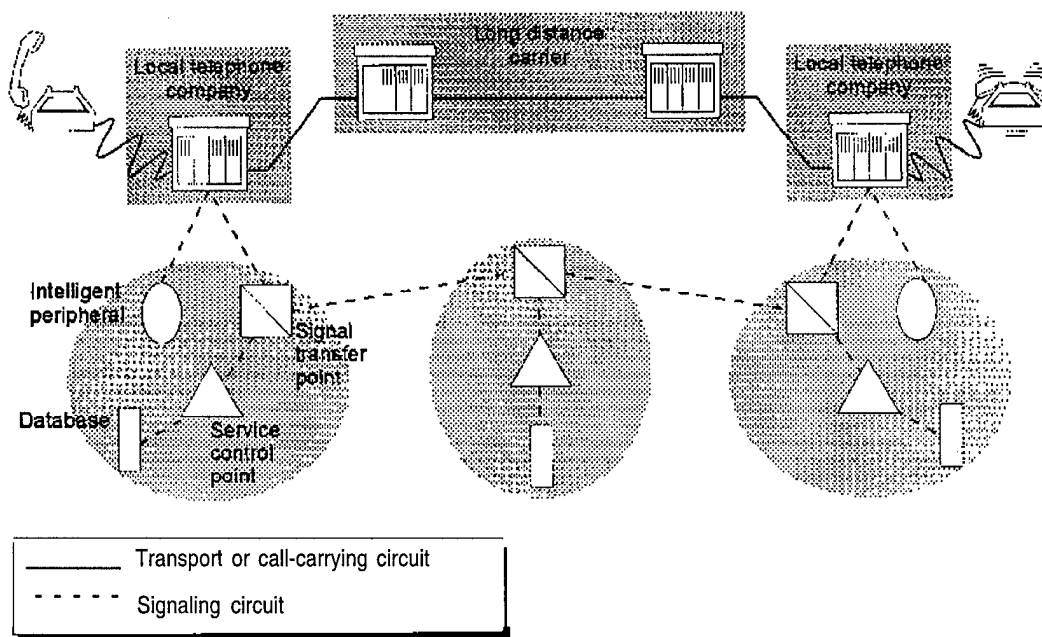 Long distance
carrier
Local telephone
company
Local telephone
company
Intelligent
peripheral
Signal
transfer
point
Database
Service
control
point
Transport or call-carrying circuit
Signaling circuit